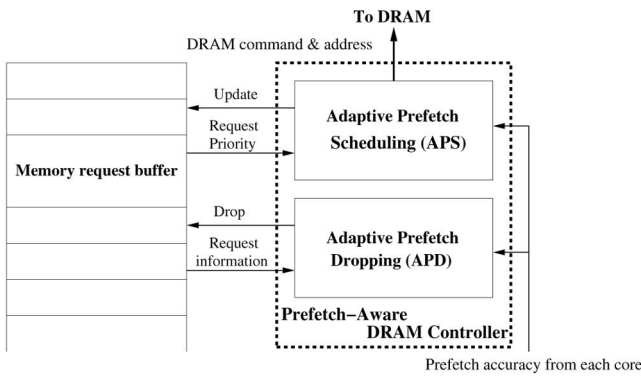 To DRAM
DRAM command & address
Update
Request
Priority
Adaptive Prefetch
Scheduling (APS)
Memory request buffer
Drop
Request
information
Adaptive Prefetch
Dropping (APD)
Prefetch−Aware
DRAM Controller
Prefetch accuracy from each core